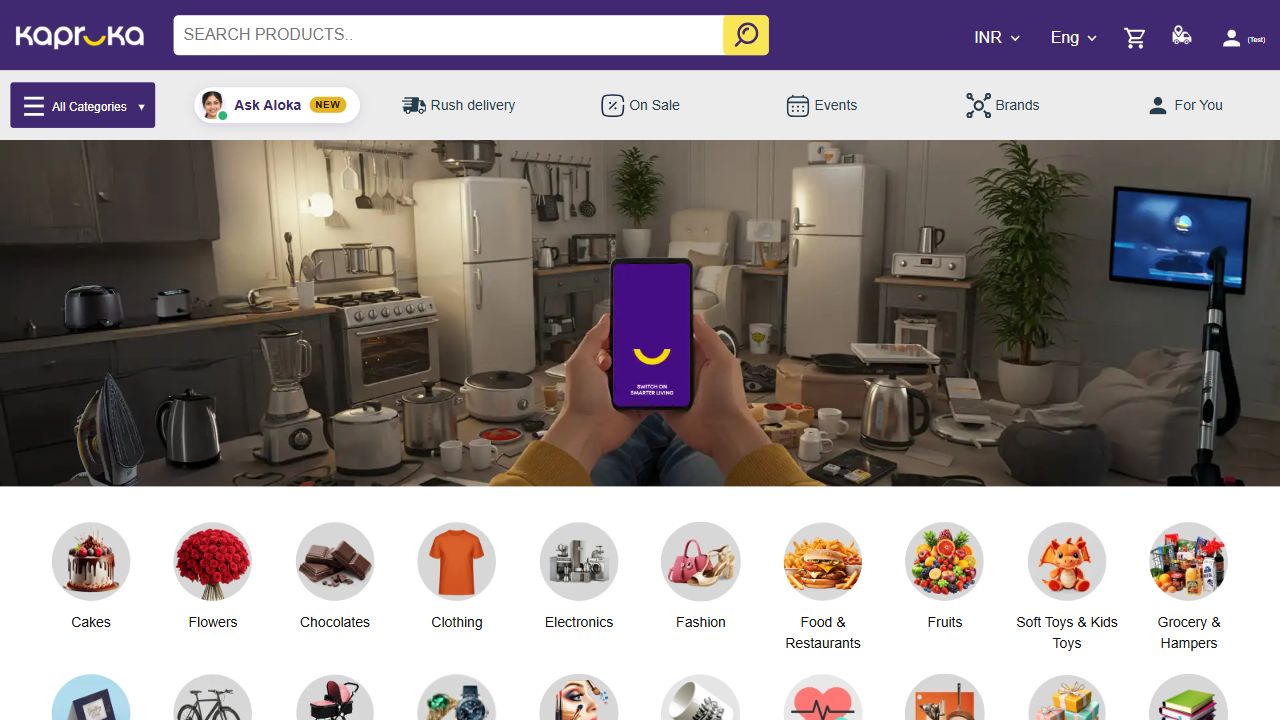 Kapruka
SEARCH PRODUCTS..
INR
Eng
(Test)
All Categories
Ask Aloka NEW
Rush delivery
On Sale
Events
Brands
For You
SWITCH ON
SMARTER LIVING
Cakes
Flowers
Chocolates
Clothing
Electronics
Fashion
Food &
Restaurants
Fruits
Soft Toys & Kids
Toys
Grocery &
Hampers